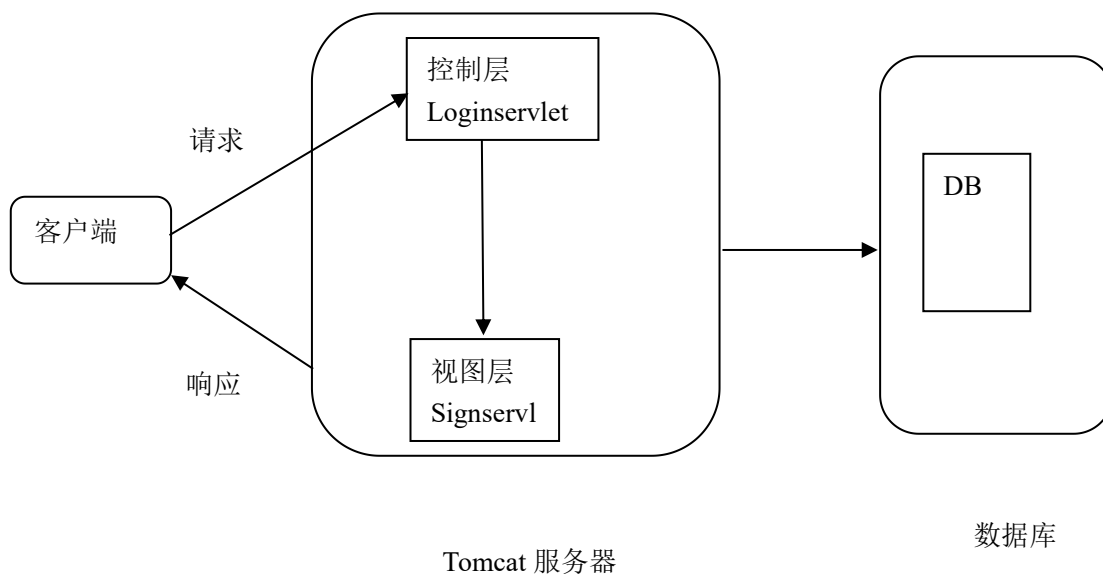 控制层
Loginservlet
请求
DB
客户端
视图层
Signservl
响应
数据库
Tomcat 服务器